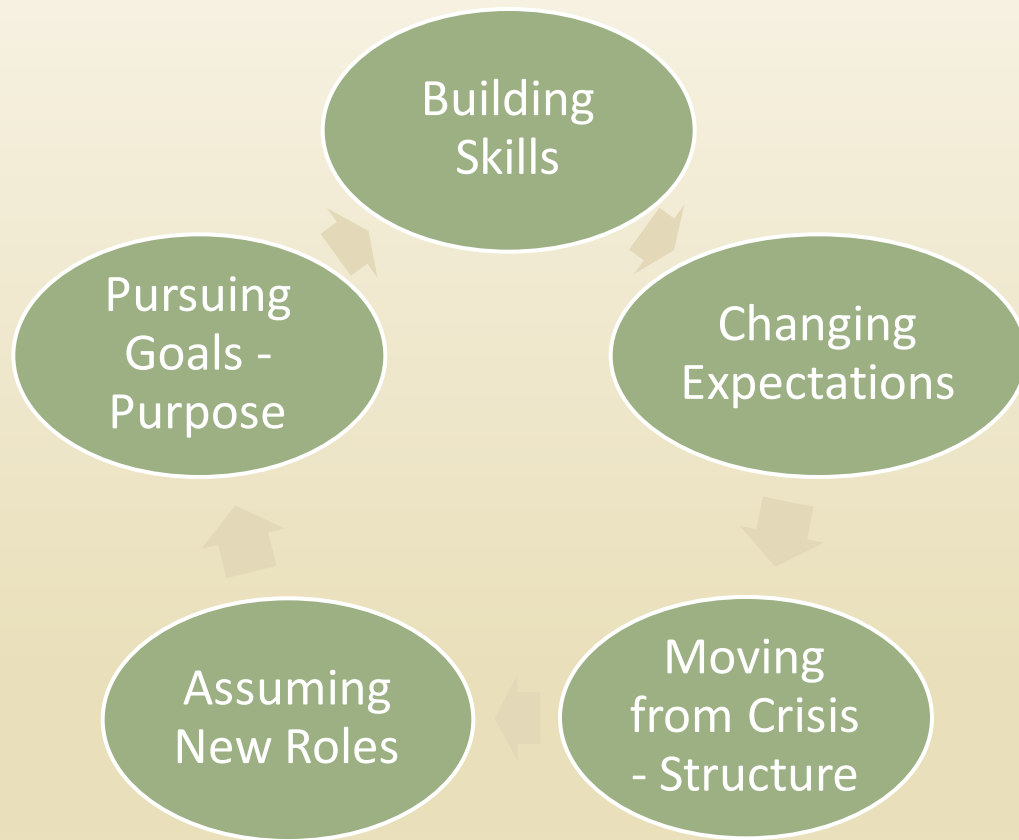 Building
Skills
Changing
Expectations
Moving
from Crisis
- Structure
Assuming
New Roles
Pursuing
Goals -
Purpose